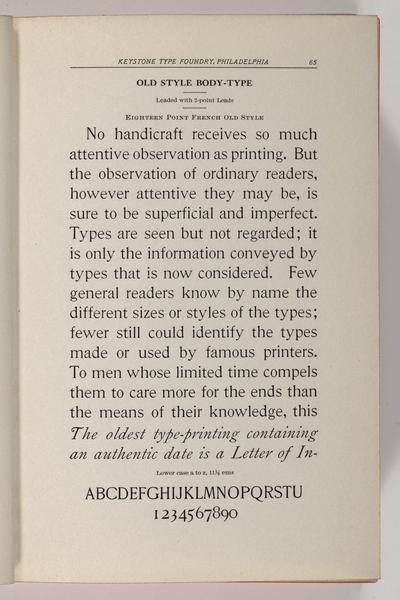 KEYSTONE TYPE FOUNDRY, PHILADELPHIA 65
OLD STYLE BODY-TYPE
Leaded with 2-point Leads
EIGHTEEN POINT FRENCH OLD STYLE
No handicraft receives so much
attentive observation as printing. But
the observation of ordinary readers,
however attentive they may be, is
sure to be superficial and imperfect.
Types are seen but not regarded; it
is only the information conveyed by
types that is now considered. Few
general readers know by name the
different sizes or styles of the types;
fewer still could identify the types
made or used by famous printers.
To men whose limited time compels
them to care more for the ends than
the means of their knowledge, this
The oldest type-printing containing
an authentic date is a Letter of In-
Lower case a to z, 11¾ ems
ABCDEFGHIJKLMNOPQRSTU
1234567890